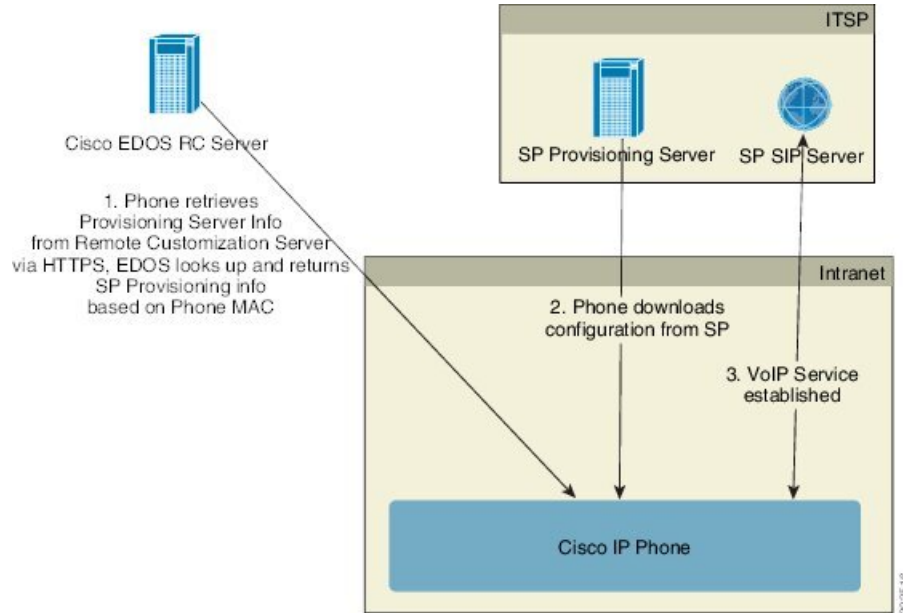 ITSP
Cisco EDOS RC Server
SP Provisioning Server
SP SIP Server
1. Phone retrieves
Provisioning Server Info
from Remote Customization Server
via HTTPS, EDOS looks up and returns
SP Provisioning info
based on Phone MAC
Intranet
2. Phone downloads
configuration from SP
3. VoIP Service
established
Cisco IP Phone